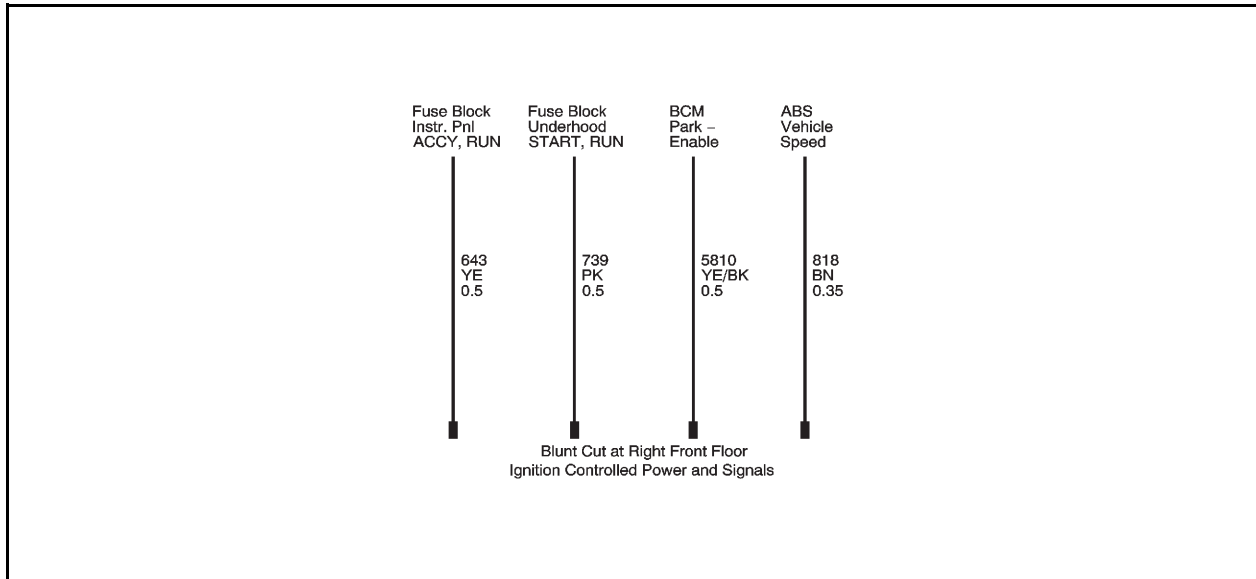 Fuse Block
Instr. Pnl
ACCY, RUN
Fuse Block
Underhood
START, RUN
BCM
Park –
Enable
ABS
Vehicle
Speed
643
YE
0.5
739
PK
0.5
5810
YE/BK
0.5
818
BN
0.35
Blunt Cut at Right Front Floor
Ignition Controlled Power and Signals